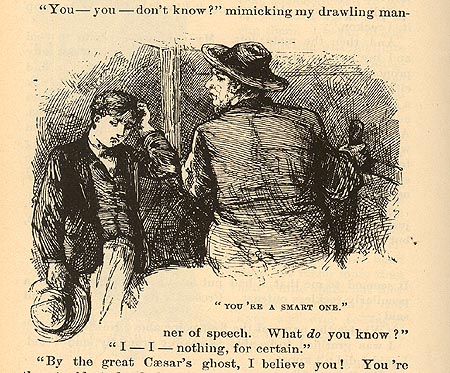 “You—you—don't know?” mimicking my drawling man-
“YOU'RE A SMART ONE.”
ner of speech. What do you know?”
“I—I—nothing, for certain.”
“By the great Cæsar's ghost, I believe you! You're